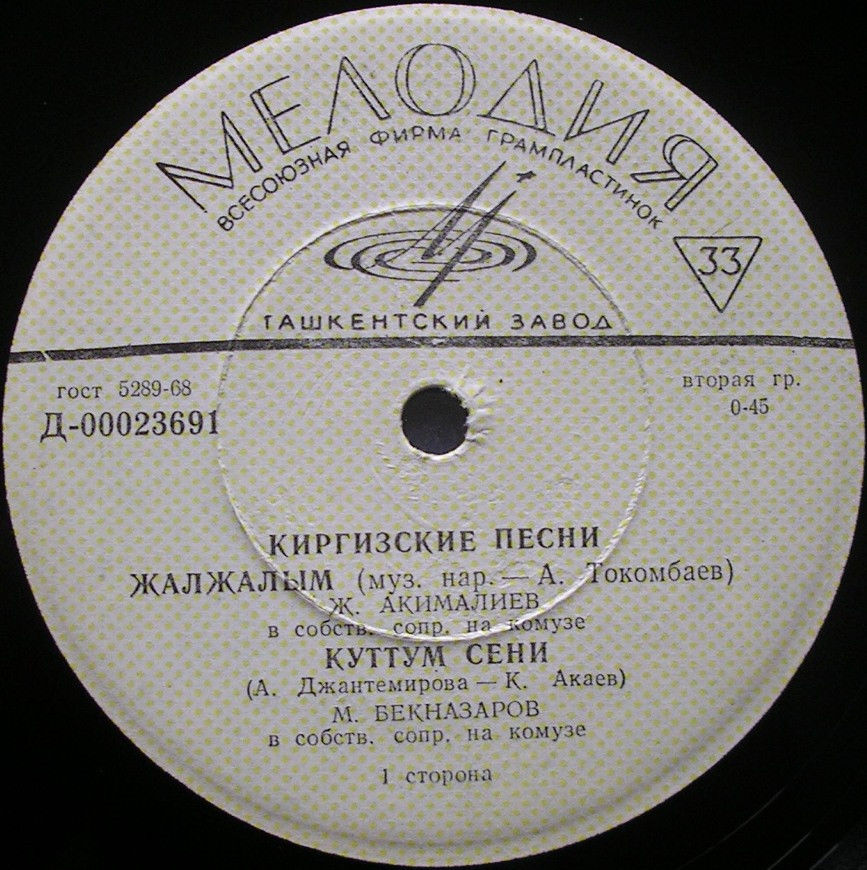 МЕЛОДИЯ
ВСЕСОЮЗНАЯ ФИРМА ГРАМПЛАСТИНОК
33
ТАШКЕНТСКИЙ ЗАВОД
гост 5289-68
Д-00023691
вторая гр.
0-45
КИРГИЗСКИЕ ПЕСНИ
ЖАЛЖАЛЫМ (муз. нар. — А. Токомбаев)
Ж. АКИМАЛИЕВ
в собств. сопр. на комузе
КУТТУМ СЕНИ
(А. Джантемирова — К. Акаев)
М. БЕКНАЗАРОВ
в собств. сопр. на комузе
1 сторона